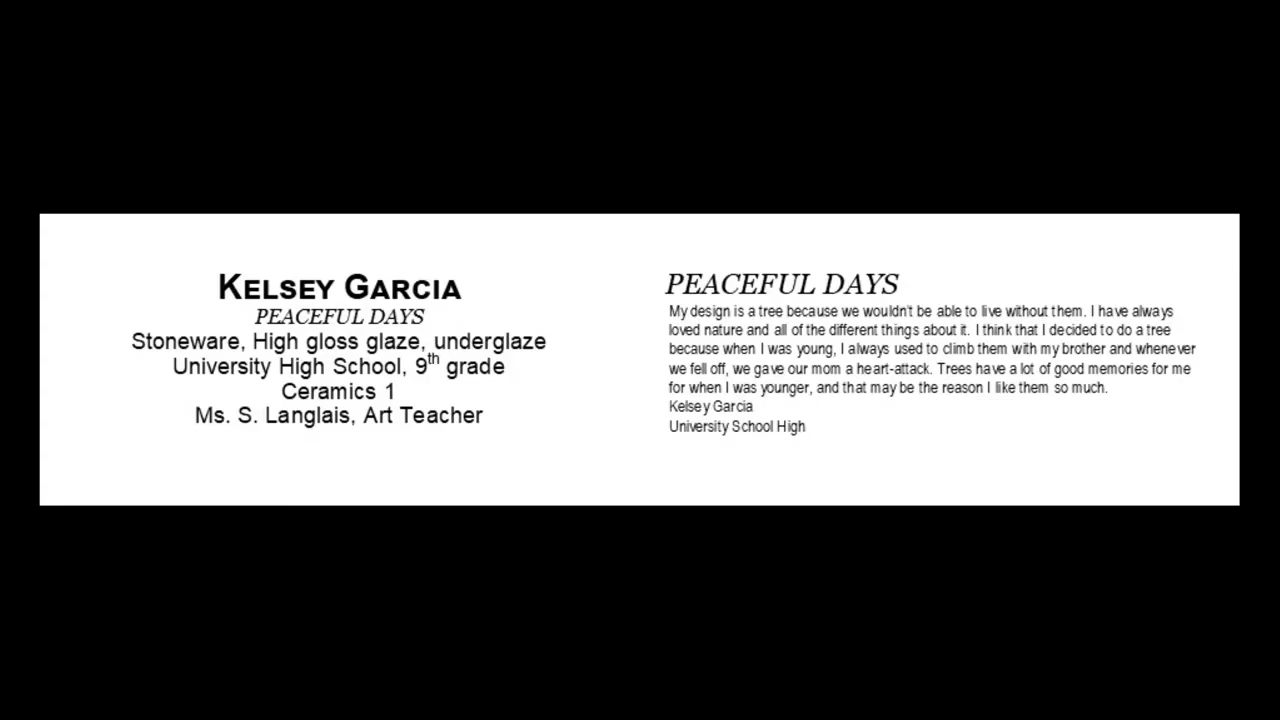 KELSEY GARCIA
PEACEFUL DAYS
Stoneware, High gloss glaze, underglaze
University High School, 9th grade
Ceramics 1
Ms. S. Langlais, Art Teacher
PEACEFUL DAYS
My design is a tree because we wouldn't be able to live without them. I have always
loved nature and all of the different things about it. I think that I decided to do a tree
because when I was young, I always used to climb them with my brother and whenever
we fell off, we gave our mom a heart-attack. Trees have a lot of good memories for me
for when I was younger, and that may be the reason I like them so much.
Kelsey Garcia
University School High